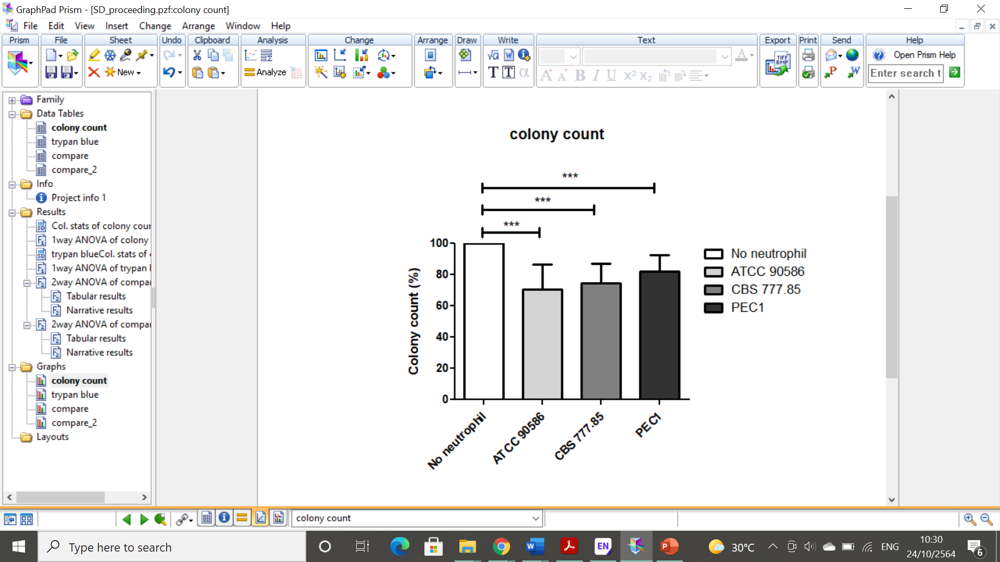 GraphPad Prism - [SD_proceeding.pzf:colony count]
File Edit View Insert Change Arrange Window Help
Prism File Sheet Undo Clipboard Analysis Change Arrange Draw Write Text Export Print Send Help
TIFF
BMP
Open Prism Help
New
Analyze
Enter search t
Family
Data Tables
colony count
trypan blue
compare
compare_2
Info
Project info 1
Results
Col. stats of colony cour
1way ANOVA of colony
trypan blueCol. stats of
1way ANOVA of trypan
2way ANOVA of compar
Tabular results
Narrative results
2way ANOVA of compar
Tabular results
Narrative results
Graphs
colony count
trypan blue
compare
compare_2
Layouts
colony count
***
***
***
100
80
60
40
20
0
Colony count (%)
No neutrophil
ATCC 90586
CBS 777.85
PEC1
No neutrophil
ATCC 90586
CBS 777.85
PEC1
colony count
Type here to search
EN
30°C
ENG
10:30
24/10/2564
6